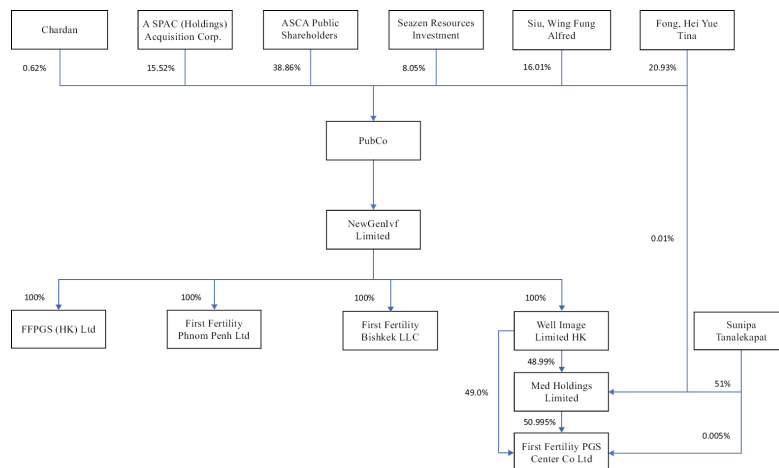 Chardan
A SPAC (Holdings)
Acquisition Corp.
ASCA Public
Shareholders
Seazen Resources
Investment
Siu, Wing Fung
Alfred
Fong, Hei Yue
Tina
0.62%
15.52%
38.86%
8.05%
16.01%
20.93%
PubCo
NewGenIvf
Limited
0.01%
100%
100%
100%
100%
FFPGS (HK) Ltd
First Fertility
Phnom Penh Ltd
First Fertility
Bishkek LLC
Well Image
Limited HK
Sunipa
Tanalekapat
48.99%
49.0%
Med Holdings
Limited
51%
50.995%
0.005%
First Fertility PGS
Center Co Ltd